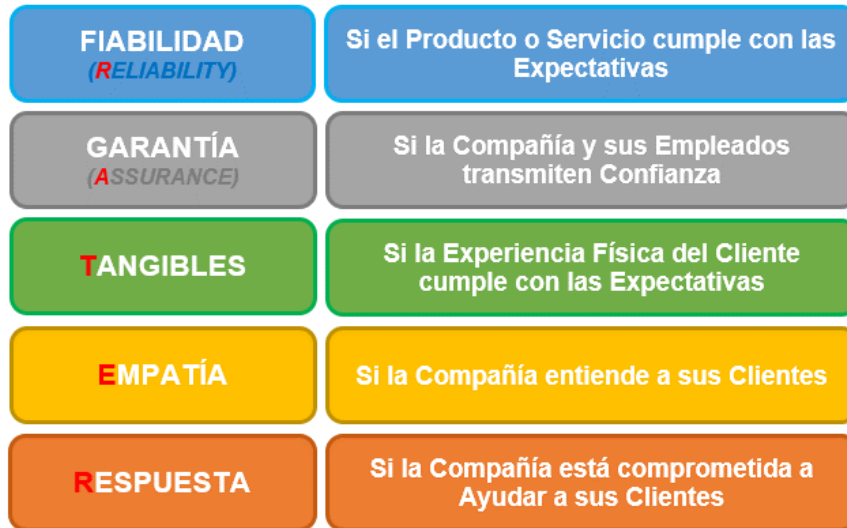 FIABILIDAD
(RELIABILITY)
Si el Producto o Servicio cumple con las
Expectativas
GARANTÍA
(ASSURANCE)
Si la Compañía y sus Empleados
transmiten Confianza
TANGIBLES
Si la Experiencia Física del Cliente
cumple con las Expectativas
EMPATÍA
Si la Compañía entiende a sus Clientes
RESPUESTA
Si la Compañía está comprometida a
Ayudar a sus Clientes